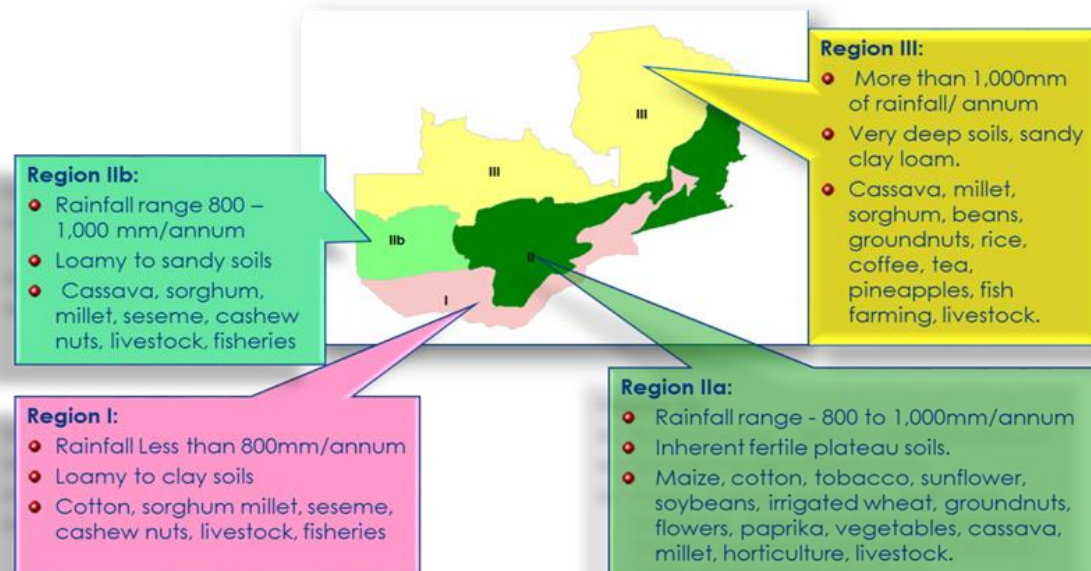 Region III:
More than 1,000mm
of rainfall/ annum
Very deep soils, sandy
clay loam.
Cassava, millet,
sorghum, beans,
groundnuts, rice,
coffee, tea,
pineapples, fish
farming, livestock.
III
III
IIb
II
I
Region IIb:
Rainfall range 800 –
1,000 mm/annum
Loamy to sandy soils
Cassava, sorghum,
millet, seseme, cashew
nuts, livestock, fisheries
Region I:
Rainfall Less than 800mm/annum
Loamy to clay soils
Cotton, sorghum millet, seseme,
cashew nuts, livestock, fisheries
Region IIa:
Rainfall range - 800 to 1,000mm/annum
Inherent fertile plateau soils.
Maize, cotton, tobacco, sunflower,
soybeans, irrigated wheat, groundnuts,
flowers, paprika, vegetables, cassava,
millet, horticulture, livestock.